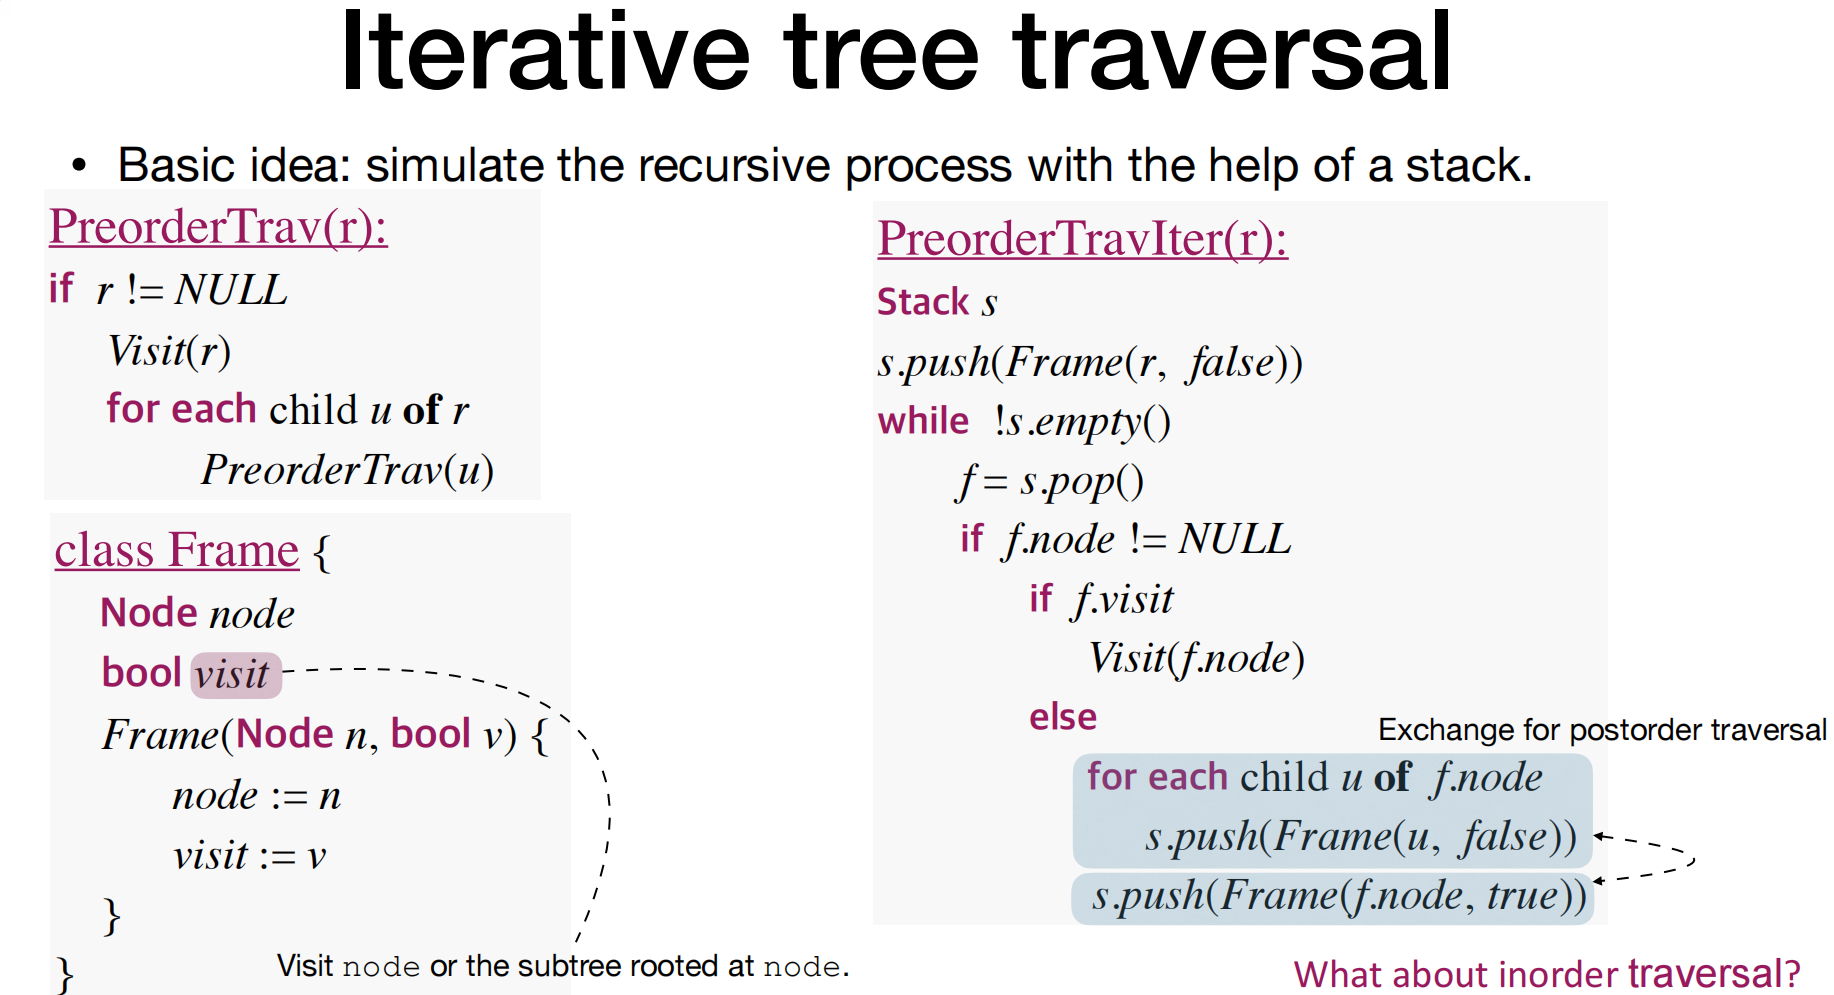 Iterative tree traversal
• Basic idea: simulate the recursive process with the help of a stack.
PreorderTrav(r):
if r != NULL
Visit(r)
for each child u of r
PreorderTrav(u)
class Frame {
Node node
bool visit
Frame(Node n, bool v) {
node := n
visit := v
}
}
Visit node or the subtree rooted at node.
PreorderTravIter(r):
Stack s
s.push(Frame(r, false))
while !s.empty()
f = s.pop()
if f.node != NULL
if f.visit
Visit(f.node)
else
Exchange for postorder traversal
for each child u of f.node
s.push(Frame(u, false))
s.push(Frame(f.node, true))
What about inorder traversal?